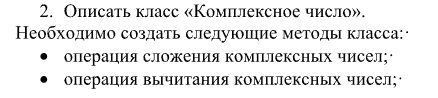 2. Описать класс «Комплексное число».
Необходимо создать следующие методы класса:·
• операция сложения комплексных чисел;·
• операция вычитания комплексных чисел;·